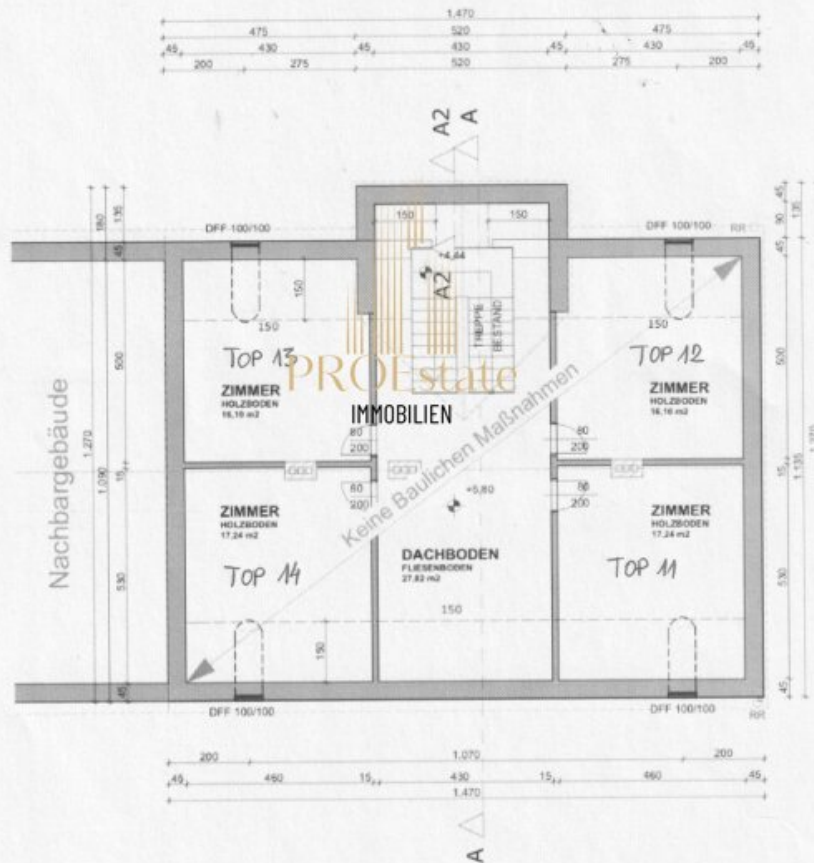 1.470
475 520 475
45 430 45 430 45 430 45
200 275 520 275 200
A2 A
DFF 100/100
150 150
DFF 100/100
RR
180
135
45
45
90
135
+4,44
A2
TREPPE
BESTAND
150
150
150
TOP 13
TOP 12
PROEstate
IMMOBILIEN
ZIMMER
HOLZBODEN
16,10 m2
ZIMMER
HOLZBODEN
16,10 m2
500
500
80
200
80
200
Nachbargebäude
1.270
1.090
15
15
1.135
Keine Baulichen Maßnahmen
80
200
80
200
+5,80
ZIMMER
HOLZBODEN
17,24 m2
ZIMMER
HOLZBODEN
17,24 m2
DACHBODEN
FLIESENBODEN
27,82 m2
TOP 14
TOP 11
530
530
150
150
45
45
DFF 100/100
DFF 100/100
RR
200 1.070 200
45 460 15 430 15 460 45
1.470
A